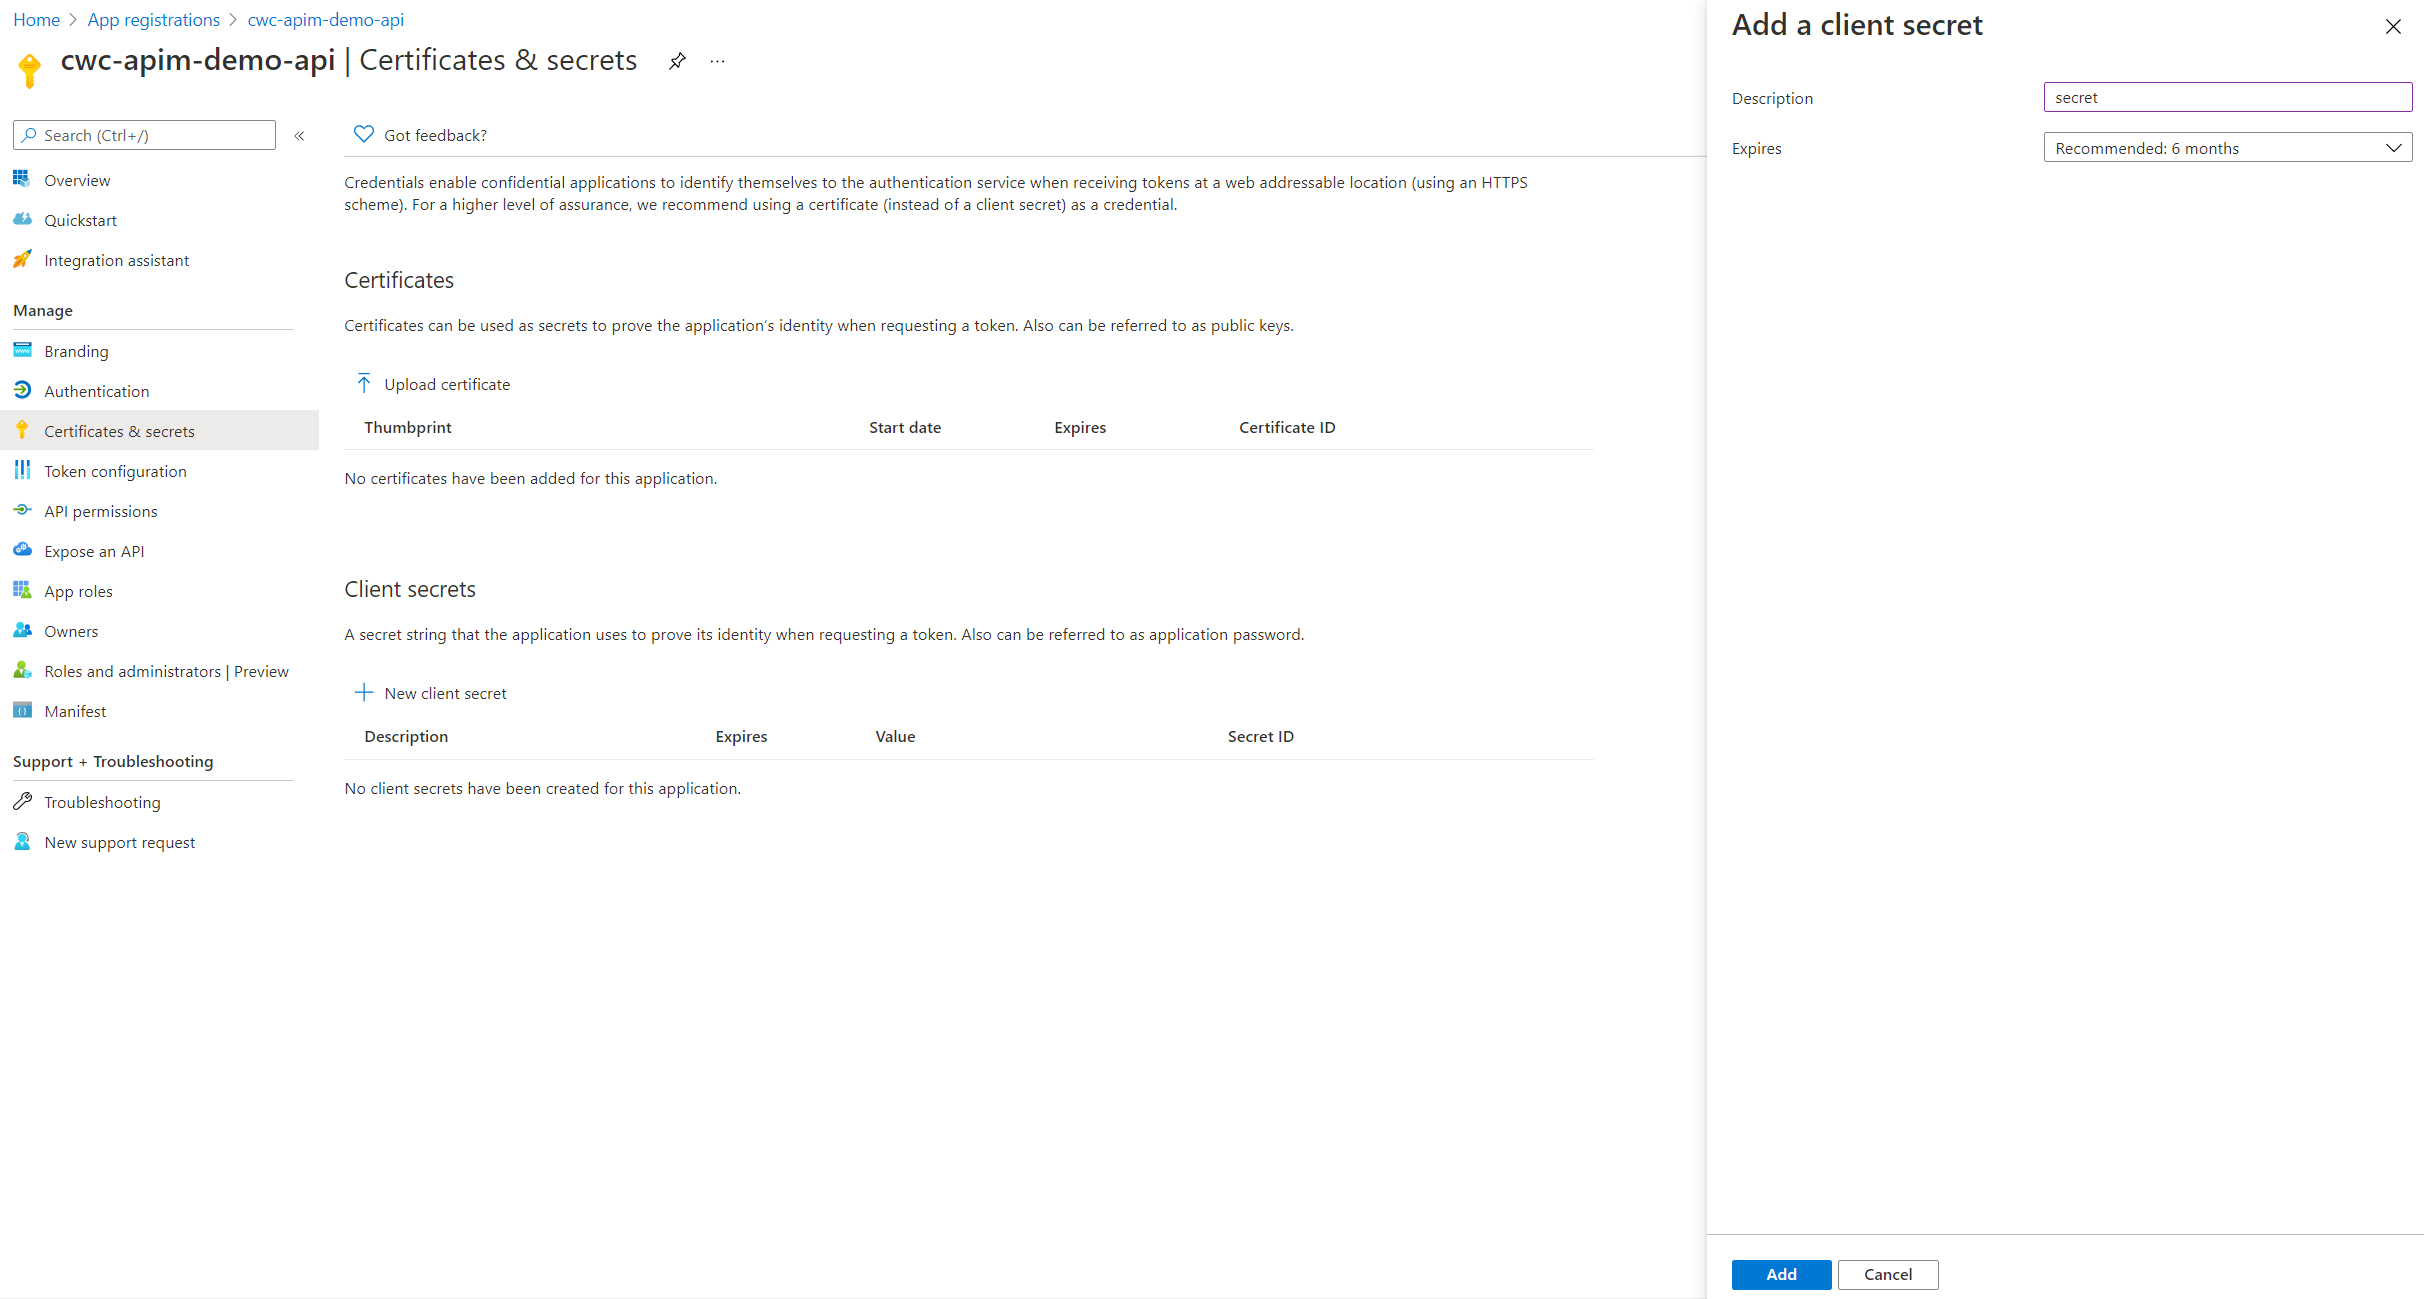 Home > App registrations > cwc-apim-demo-api
cwc-apim-demo-api | Certificates & secrets
Search (Ctrl+/)
Overview
Quickstart
Integration assistant
Manage
Branding
Authentication
Certificates & secrets
Token configuration
API permissions
Expose an API
App roles
Owners
Roles and administrators | Preview
Manifest
Support + Troubleshooting
Troubleshooting
New support request
Got feedback?
Credentials enable confidential applications to identify themselves to the authentication service when receiving tokens at a web addressable location (using an HTTPS
scheme). For a higher level of assurance, we recommend using a certificate (instead of a client secret) as a credential.
Certificates
Certificates can be used as secrets to prove the application's identity when requesting a token. Also can be referred to as public keys.
Upload certificate
Thumbprint Start date Expires Certificate ID
No certificates have been added for this application.
Client secrets
A secret string that the application uses to prove its identity when requesting a token. Also can be referred to as application password.
New client secret
Description Expires Value Secret ID
No client secrets have been created for this application.
Add a client secret
Description secret
Expires Recommended: 6 months
Add Cancel